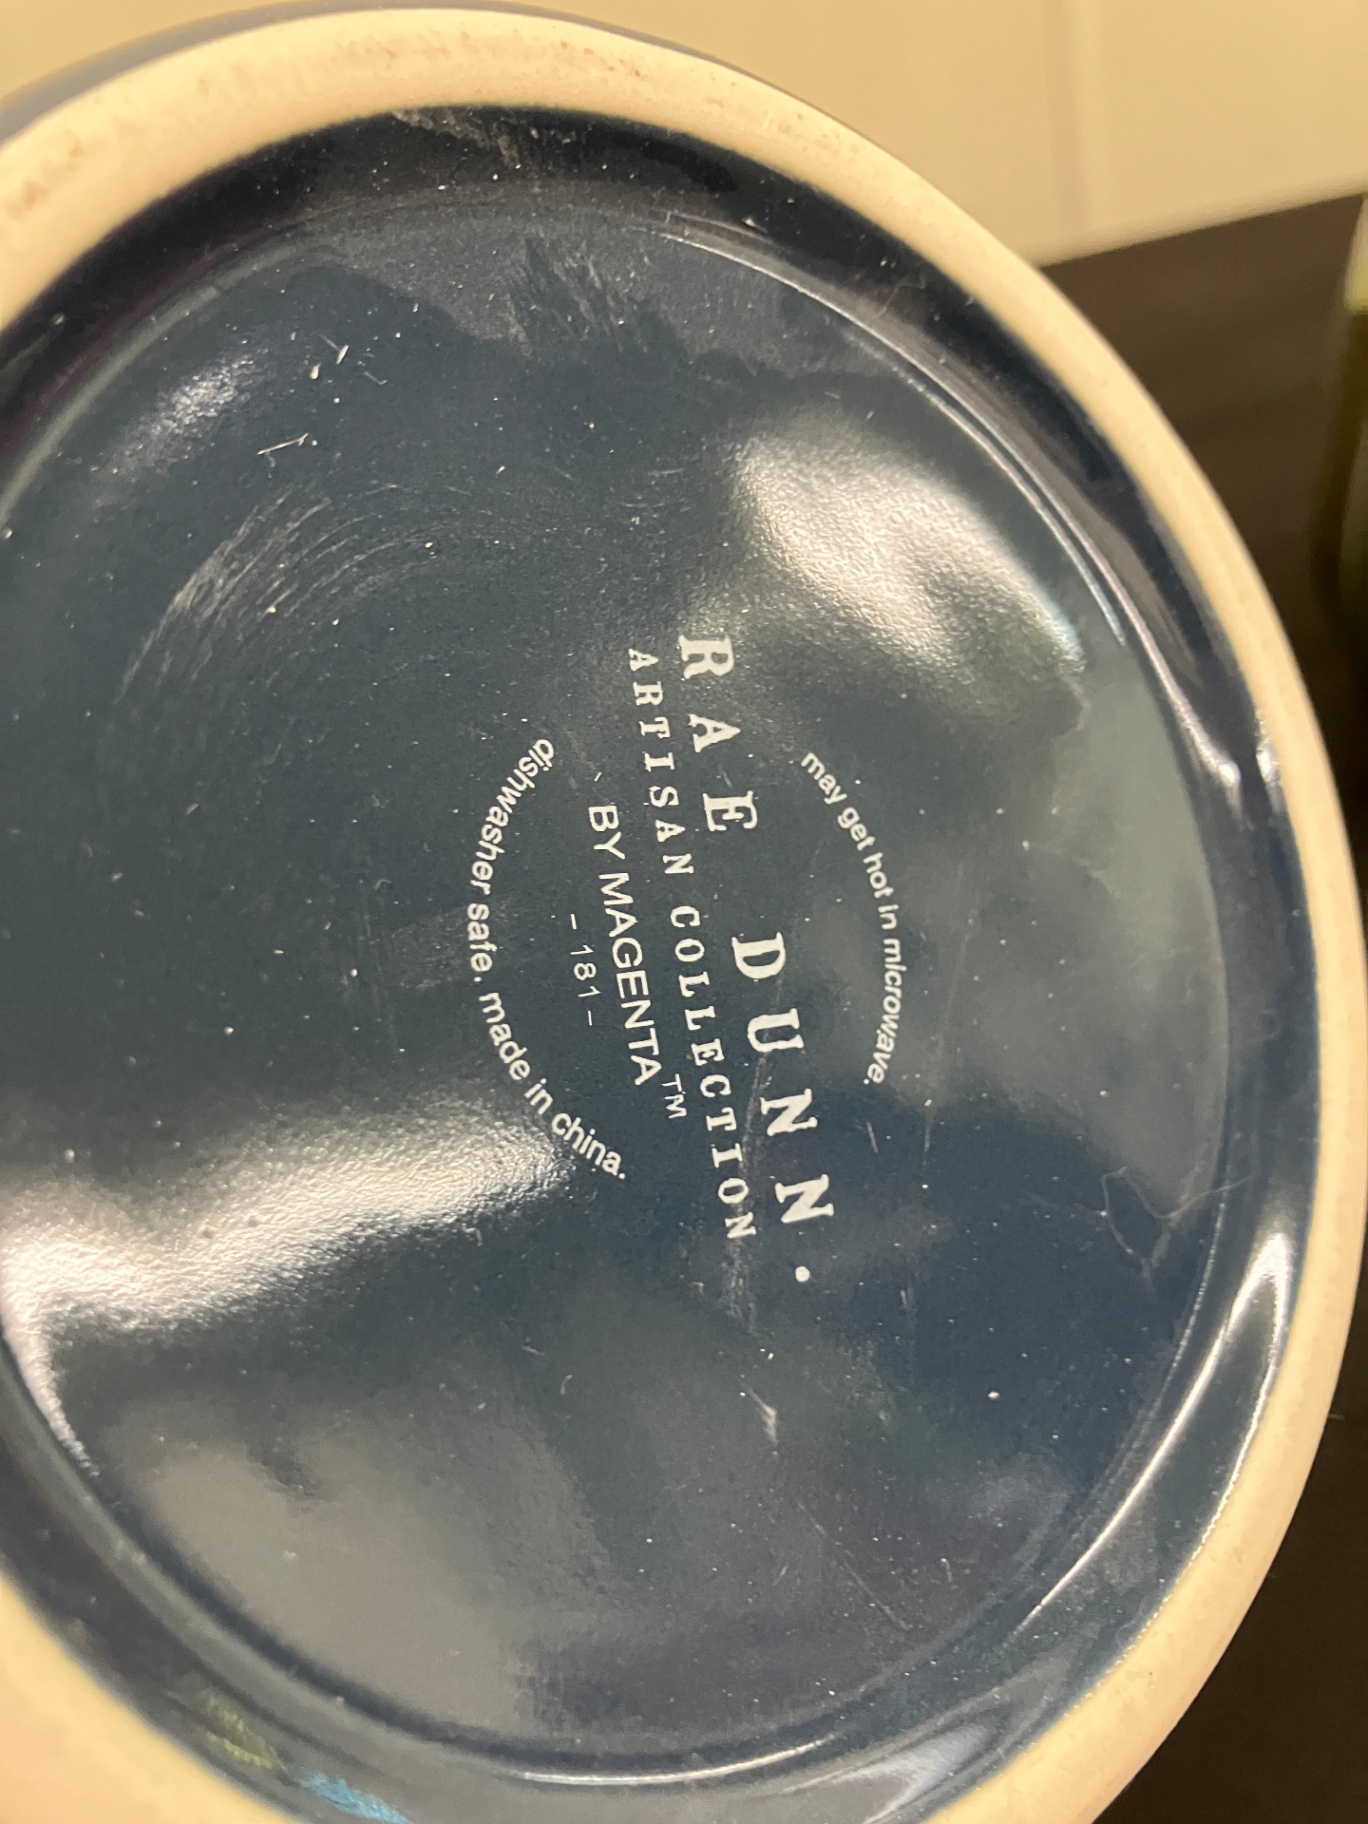 may get hot in microwave.
RAE DUNN.
ARTISAN COLLECTION
BY MAGENTA™
- 181 -
dishwasher safe. made in china.